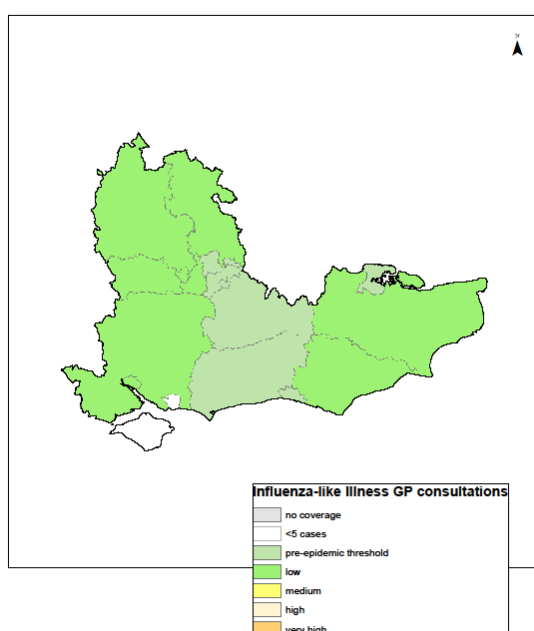 N
Influenza-like Illness GP consultations
no coverage
<5 cases
pre-epidemic threshold
low
medium
high
very high